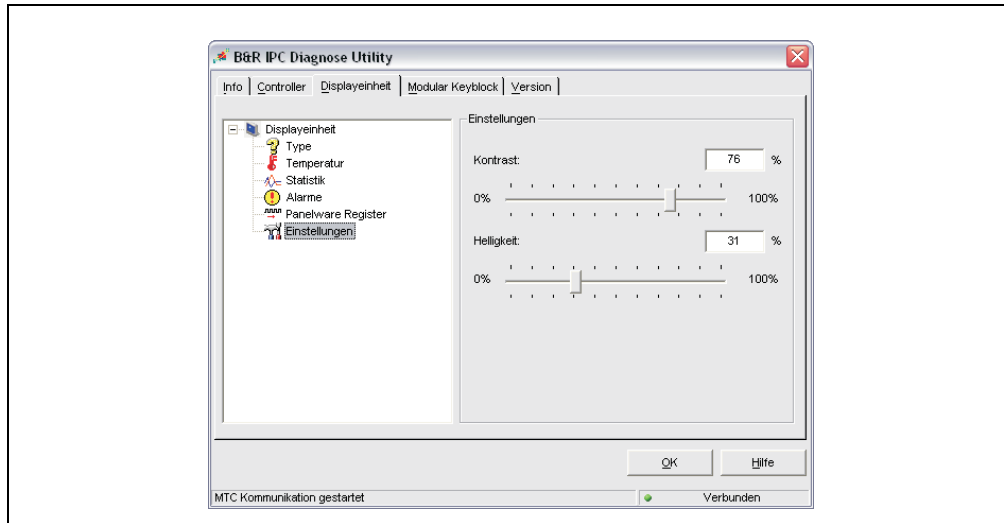 B&R IPC Diagnose Utility
Info Controller Displayeinheit Modular Keyblock Version
Displayeinheit
Type
Temperatur
Statistik
Alarme
Panelware Register
Einstellungen
Einstellungen
Kontrast: 76 %
0% 100%
Helligkeit: 31 %
0% 100%
OK Hilfe
MTC Kommunikation gestartet Verbunden